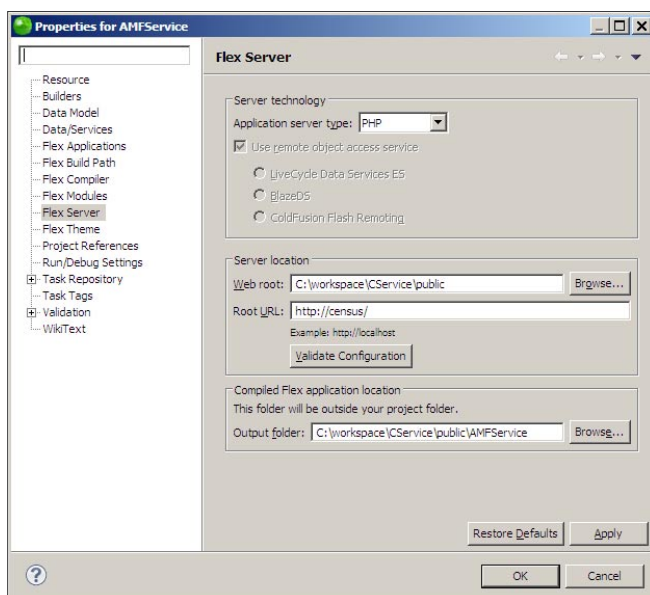 Properties for AMFService
Flex Server
Resource
Builders
Data Model
Data/Services
Flex Applications
Flex Build Path
Flex Compiler
Flex Modules
Flex Server
Flex Theme
Project References
Run/Debug Settings
Task Repository
Task Tags
Validation
WikiText
Server technology
Application server type: PHP
Use remote object access service
LiveCycle Data Services ES
BlazeDS
ColdFusion Flash Remoting
Server location
Web root: C:\workspace\CService\public Browse...
Root URL: http://census/
Example: http://localhost
Validate Configuration
Compiled Flex application location
This folder will be outside your project folder.
Output folder: C:\workspace\CService\public\AMFService Browse...
Restore Defaults Apply
? OK Cancel